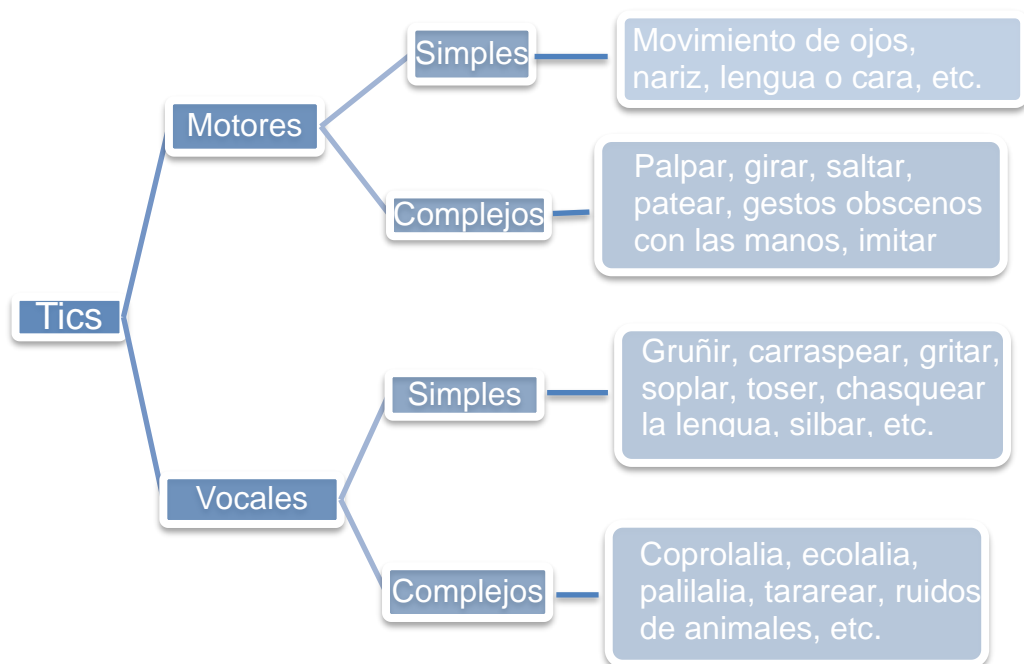 Tics
Motores
Simples
Movimiento de ojos,
nariz, lengua o cara, etc.
Complejos
Palpar, girar, saltar,
patear, gestos obscenos
con las manos, imitar
Vocales
Simples
Gruñir, carraspear, gritar,
soplar, toser, chasquear
la lengua, silbar, etc.
Complejos
Coprolalia, ecolalia,
palilalia, tararear, ruidos
de animales, etc.